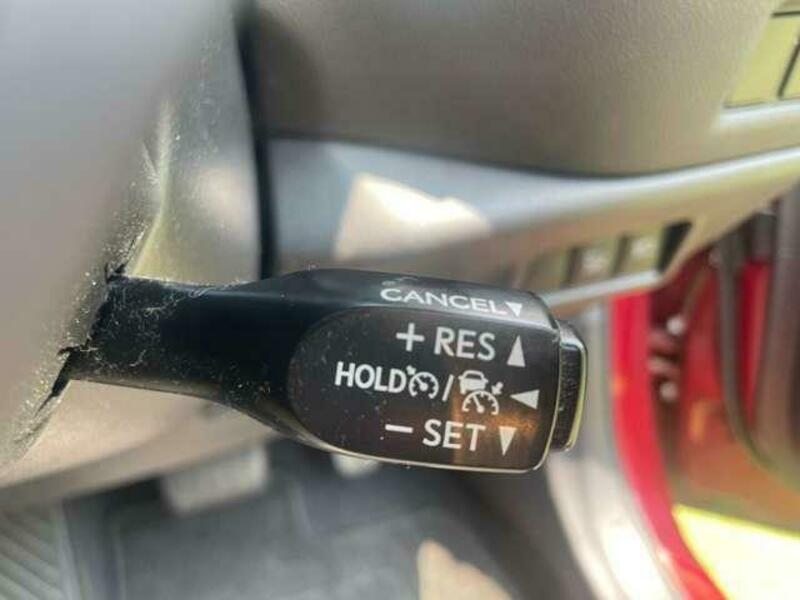 CANCEL▼
+ RES ▲
HOLD / ◀
− SET ▼